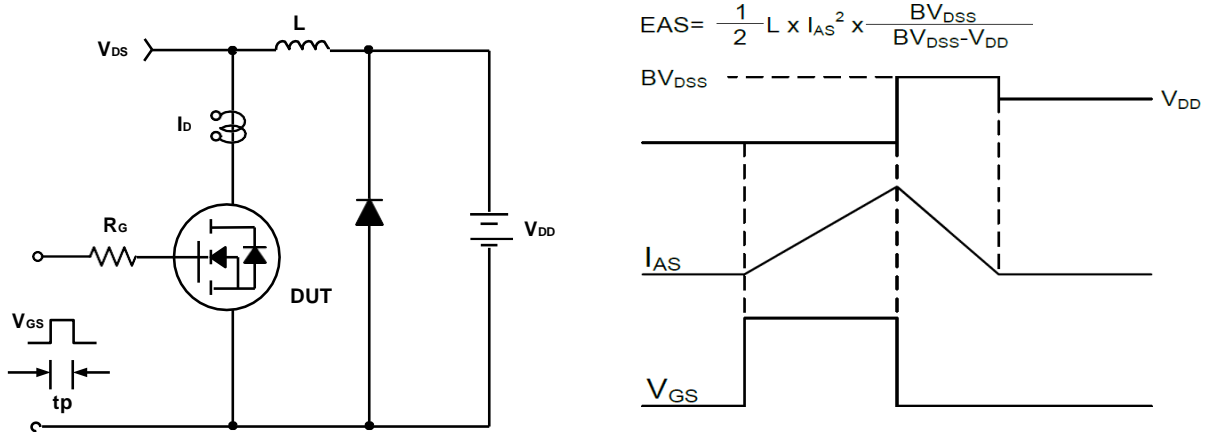 L
VDS
ID
RG
VDD
DUT
VGS
tp
EAS= 1/2 L x IAS² x BVDSS/BVDSS-VDD
BVDSS
VDD
IAS
VGS